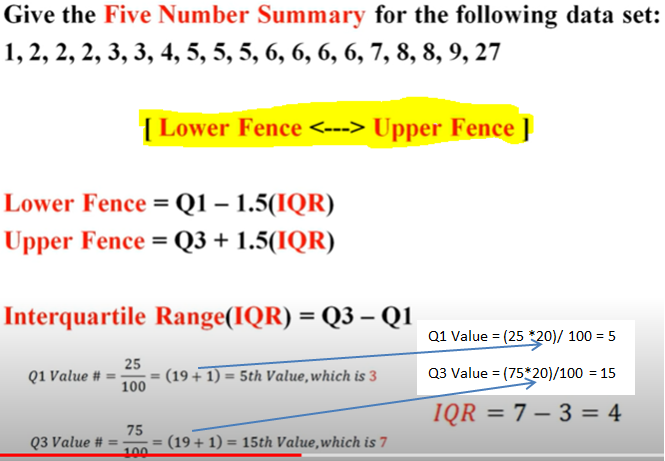 Give the Five Number Summary for the following data set:
1, 2, 2, 2, 3, 3, 4, 5, 5, 5, 6, 6, 6, 6, 7, 8, 8, 9, 27
[ Lower Fence <---> Upper Fence ]
Lower Fence = Q1 – 1.5(IQR)
Upper Fence = Q3 + 1.5(IQR)
Interquartile Range(IQR) = Q3 – Q1
Q1 Value = (25 *20)/ 100 = 5
Q1 Value # = 25/100 = (19 + 1) = 5th Value, which is 3
Q3 Value = (75*20)/100 = 15
IQR = 7 – 3 = 4
Q3 Value # = 75/100 = (19 + 1) = 15th Value, which is 7